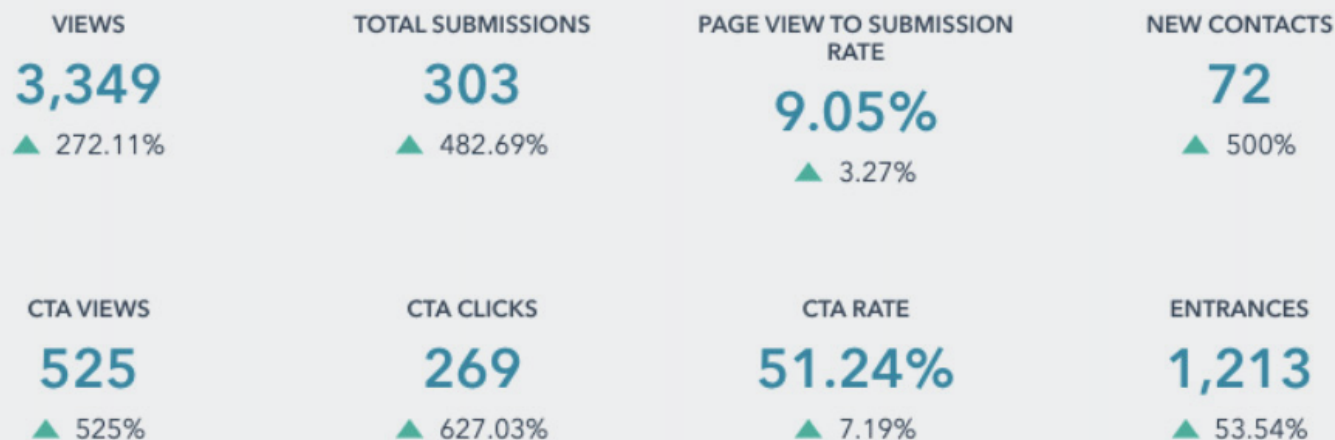 VIEWS
3,349
▲ 272.11%
TOTAL SUBMISSIONS
303
▲ 482.69%
PAGE VIEW TO SUBMISSION
RATE
9.05%
▲ 3.27%
NEW CONTACTS
72
▲ 500%
CTA VIEWS
525
▲ 525%
CTA CLICKS
269
▲ 627.03%
CTA RATE
51.24%
▲ 7.19%
ENTRANCES
1,213
▲ 53.54%